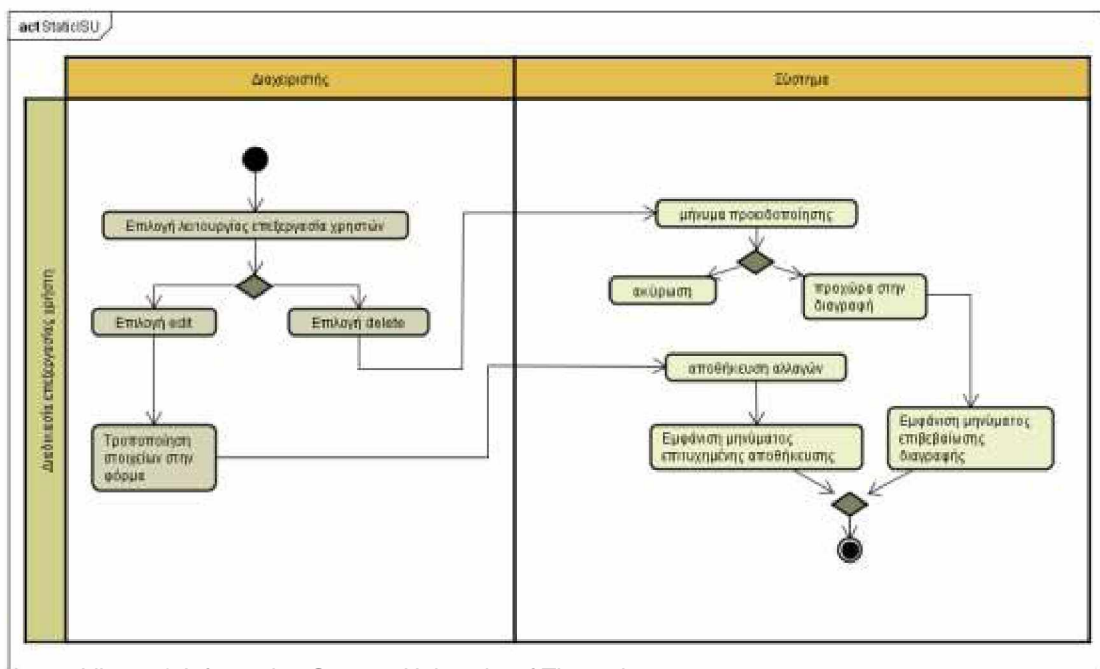 act StaticISU
Διαχειριστής
Σύστημα
Διαδικασία επεξεργασίας χρήστη
Επιλογή λειτουργίας επεξεργασία χρηστών
Επιλογή edit
Επιλογή delete
Τροποποίηση
στοιχείων στην
φόρμα
μήνυμα προειδοποίησης
ακύρωση
προχώρα στην
διαγραφή
αποθήκευση αλλαγών
Εμφάνιση μηνύματος
επιτυχημένης αποθήκευσης
Εμφάνιση μηνύματος
επιβεβαίωσης
διαγραφής